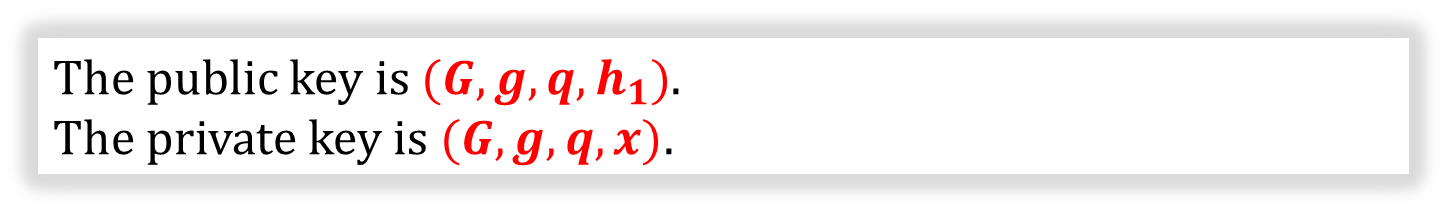 The public key is (G, g, q, h₁).
The private key is (G, g, q, x).